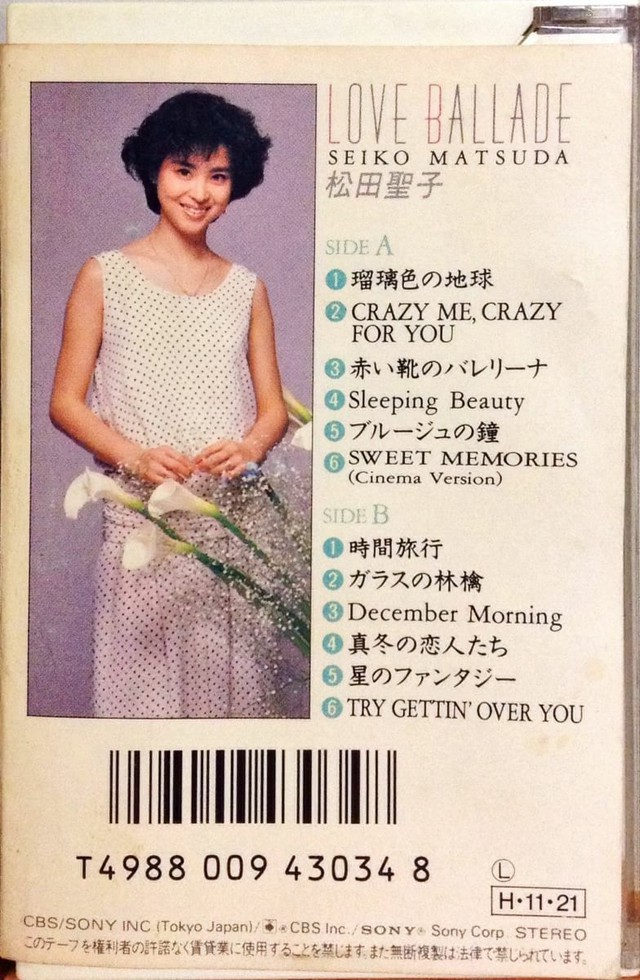 LOVE BALLADE
SEIKO MATSUDA
松田聖子
SIDE A
1 瑠璃色の地球
2 CRAZY ME, CRAZY
FOR YOU
3 赤い靴のバレリーナ
4 Sleeping Beauty
5 ブルージュの鐘
6 SWEET MEMORIES
(Cinema Version)
SIDE B
1 時間旅行
2 ガラスの林檎
3 December Morning
4 真冬の恋人たち
5 星のファンタジー
6 TRY GETTIN' OVER YOU
T4988 009 43034 8
Ⓛ
H・11・21
CBS/SONY INC (Tokyo Japan)/®CBS Inc./SONY® Sony Corp STEREO
このテープを権利者の許諾なく賃貸業に使用することを禁じます。また無断複製は法律で禁じられています。